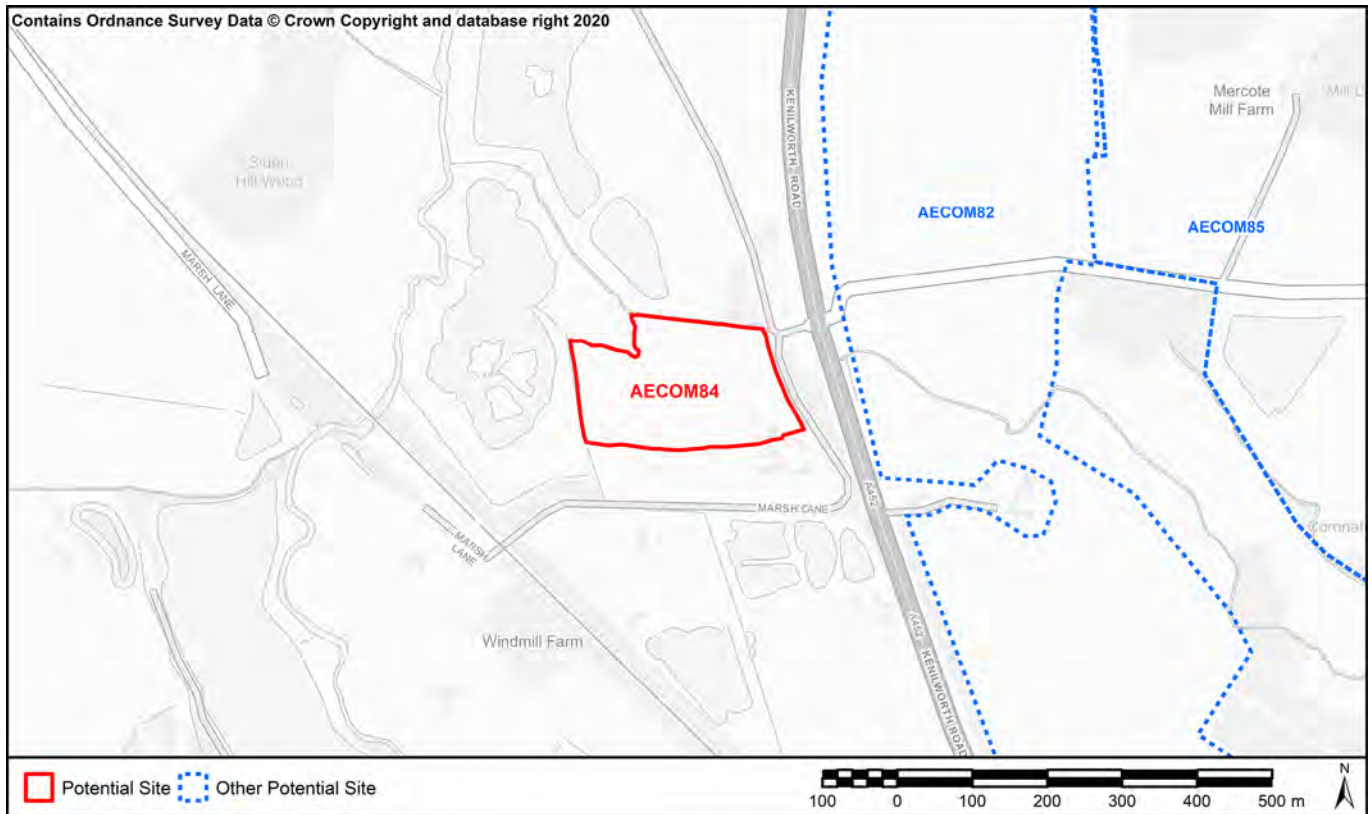 Contains Ordnance Survey Data © Crown Copyright and database right 2020
KENILWORTH ROAD
Mercote
Mill Farm
Hill Wood
AECOM82
AECOM85
MARSH LANE
AECOM84
MARSH LANE
A452
MARSH
LANE
Windmill Farm
A452
KENILWORTH ROAD
Potential Site
Other Potential Site
100 0 100 200 300 400 500 m
N